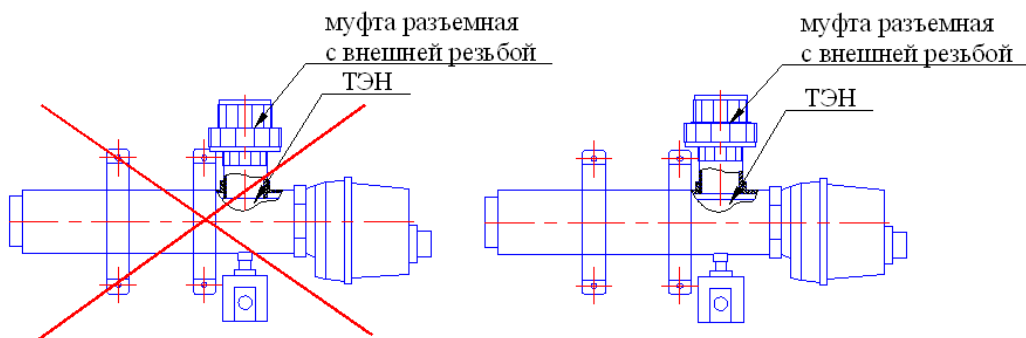 муфта разъемная
с внешней резьбой
ТЭН
муфта разъемная
с внешней резьбой
ТЭН